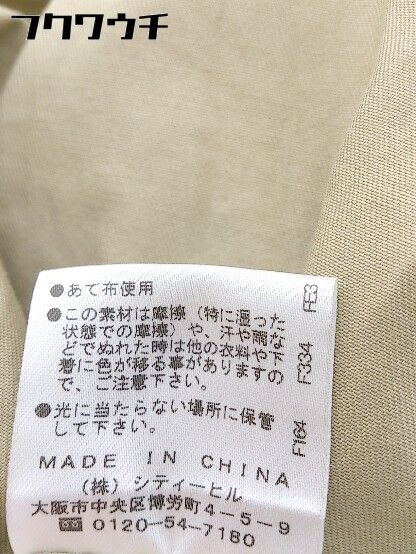 フクワウチ
●あて布使用
●この素材は摩擦(特に湿った
状態での摩擦)や、汗や雨な
どでぬれた時は他の衣料や下
着に色が移る事がありますの
で、ご注意下さい。
●光に当たらない場所に保管
して下さい。
MADE IN CHINA
(株)シティーヒル
大阪市中央区博労町4-5-9
0120-54-7180
FE3
F334
F164